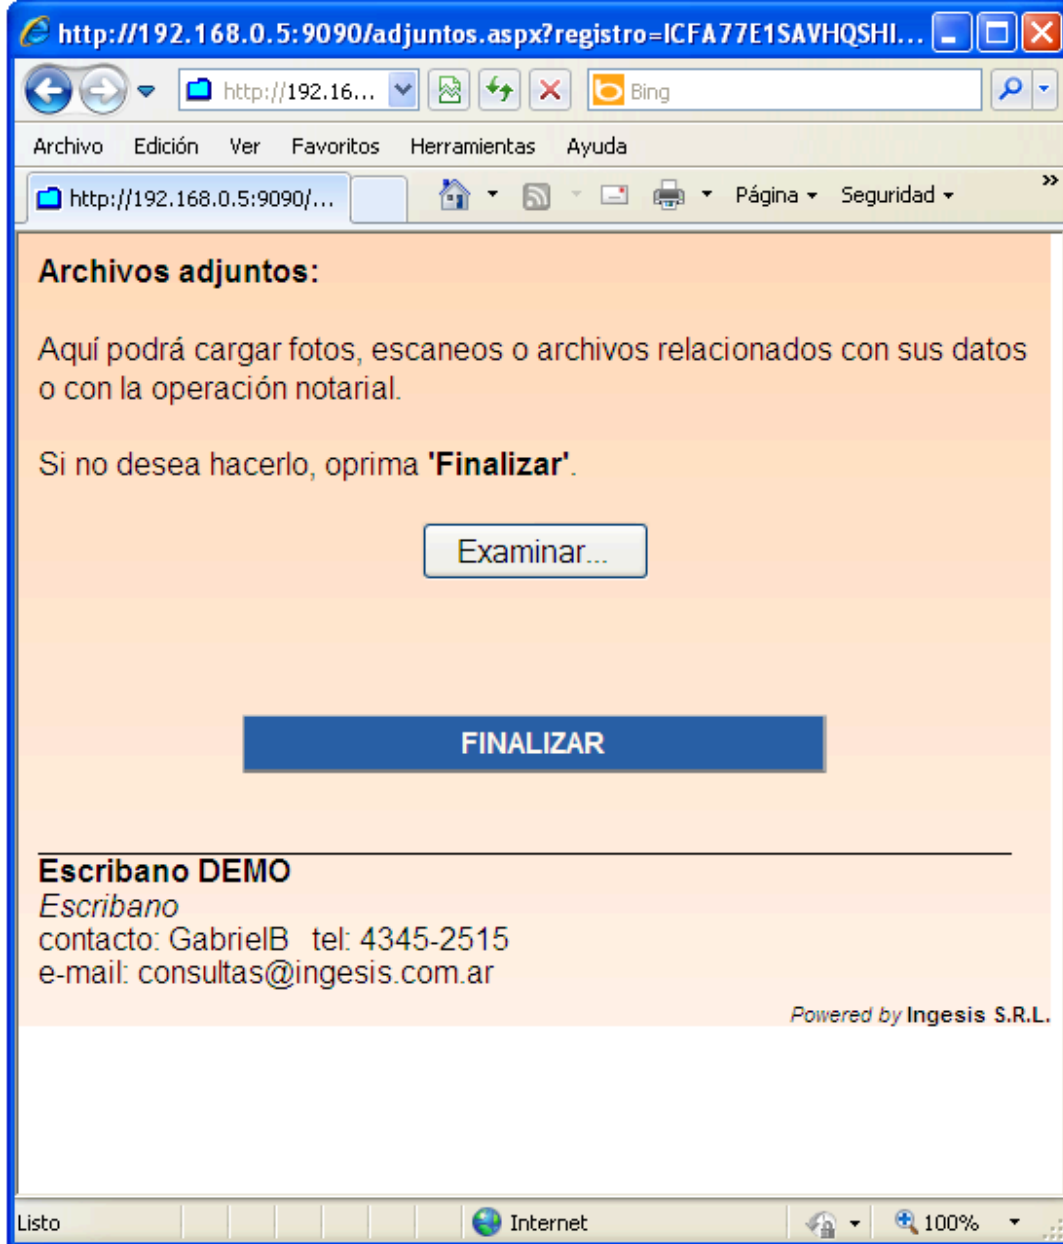 http://192.168.0.5:9090/adjuntos.aspx?registro=ICFA77E1SAVHQSHI...
http://192.16... Bing
Archivo Edición Ver Favoritos Herramientas Ayuda
http://192.168.0.5:9090/... Página Seguridad »
Archivos adjuntos:
Aquí podrá cargar fotos, escaneos o archivos relacionados con sus datos
o con la operación notarial.
Si no desea hacerlo, oprima 'Finalizar'.
Examinar...
FINALIZAR
Escribano DEMO
Escribano
contacto: GabrielB tel: 4345-2515
e-mail: consultas@ingesis.com.ar
Powered by Ingesis S.R.L.
Listo Internet 100%